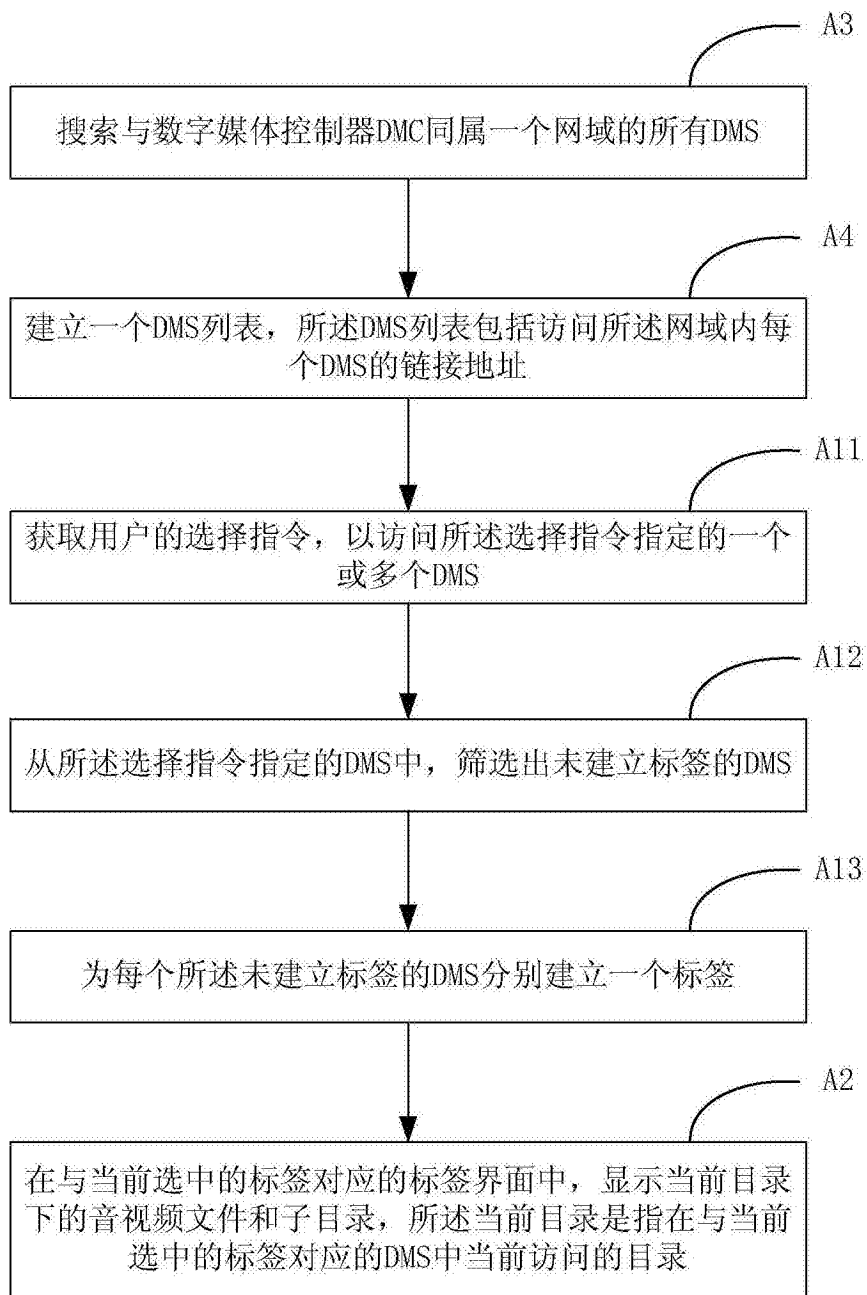 A3
搜索与数字媒体控制器DMC同属一个网域的所有DMS
A4
建立一个DMS列表，所述DMS列表包括访问所述网域内每
个DMS的链接地址
A11
获取用户的选择指令，以访问所述选择指令指定的一个
或多个DMS
A12
从所述选择指令指定的DMS中，筛选出未建立标签的DMS
A13
为每个所述未建立标签的DMS分别建立一个标签
A2
在与当前选中的标签对应的标签界面中，显示当前目录
下的音视频文件和子目录，所述当前目录是指在与当前
选中的标签对应的DMS中当前访问的目录